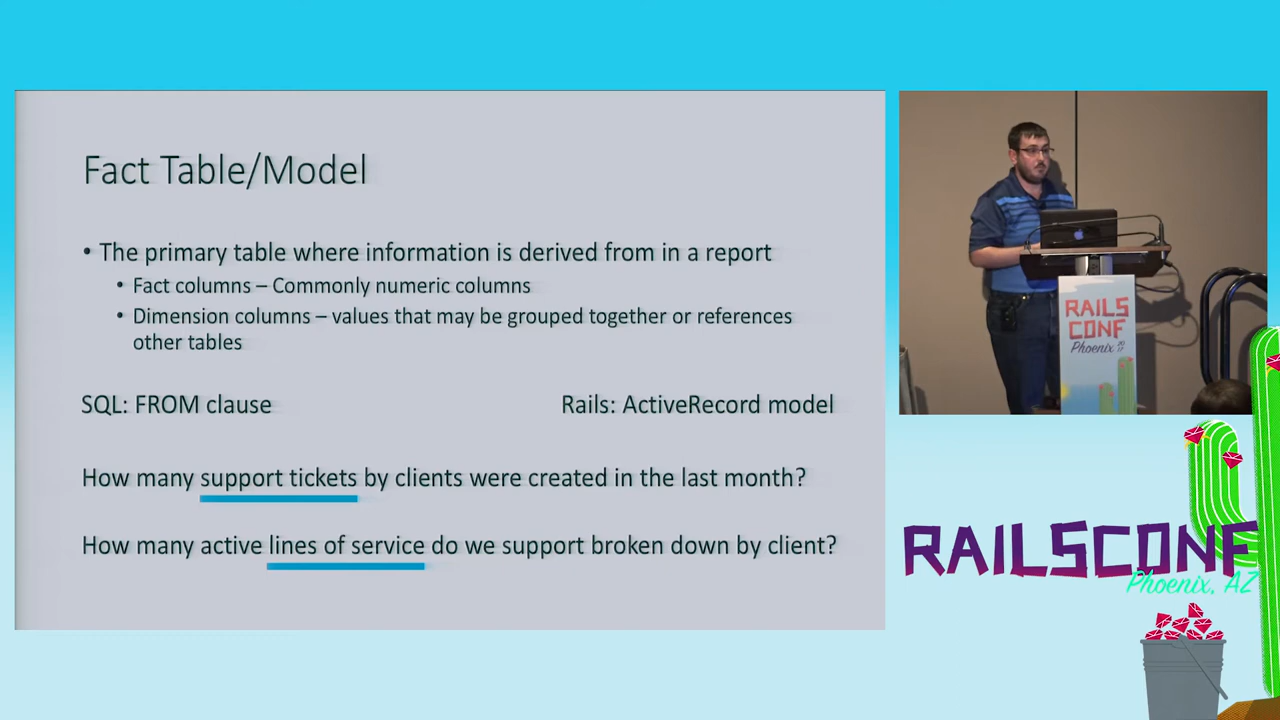 Fact Table/Model
• The primary table where information is derived from in a report
• Fact columns – Commonly numeric columns
• Dimension columns – values that may be grouped together or references
other tables
SQL: FROM clause
Rails: ActiveRecord model
How many support tickets by clients were created in the last month?
How many active lines of service do we support broken down by client?
RAILS
CONF
Phoenix 2017
RAILSCONF
Phoenix, AZ